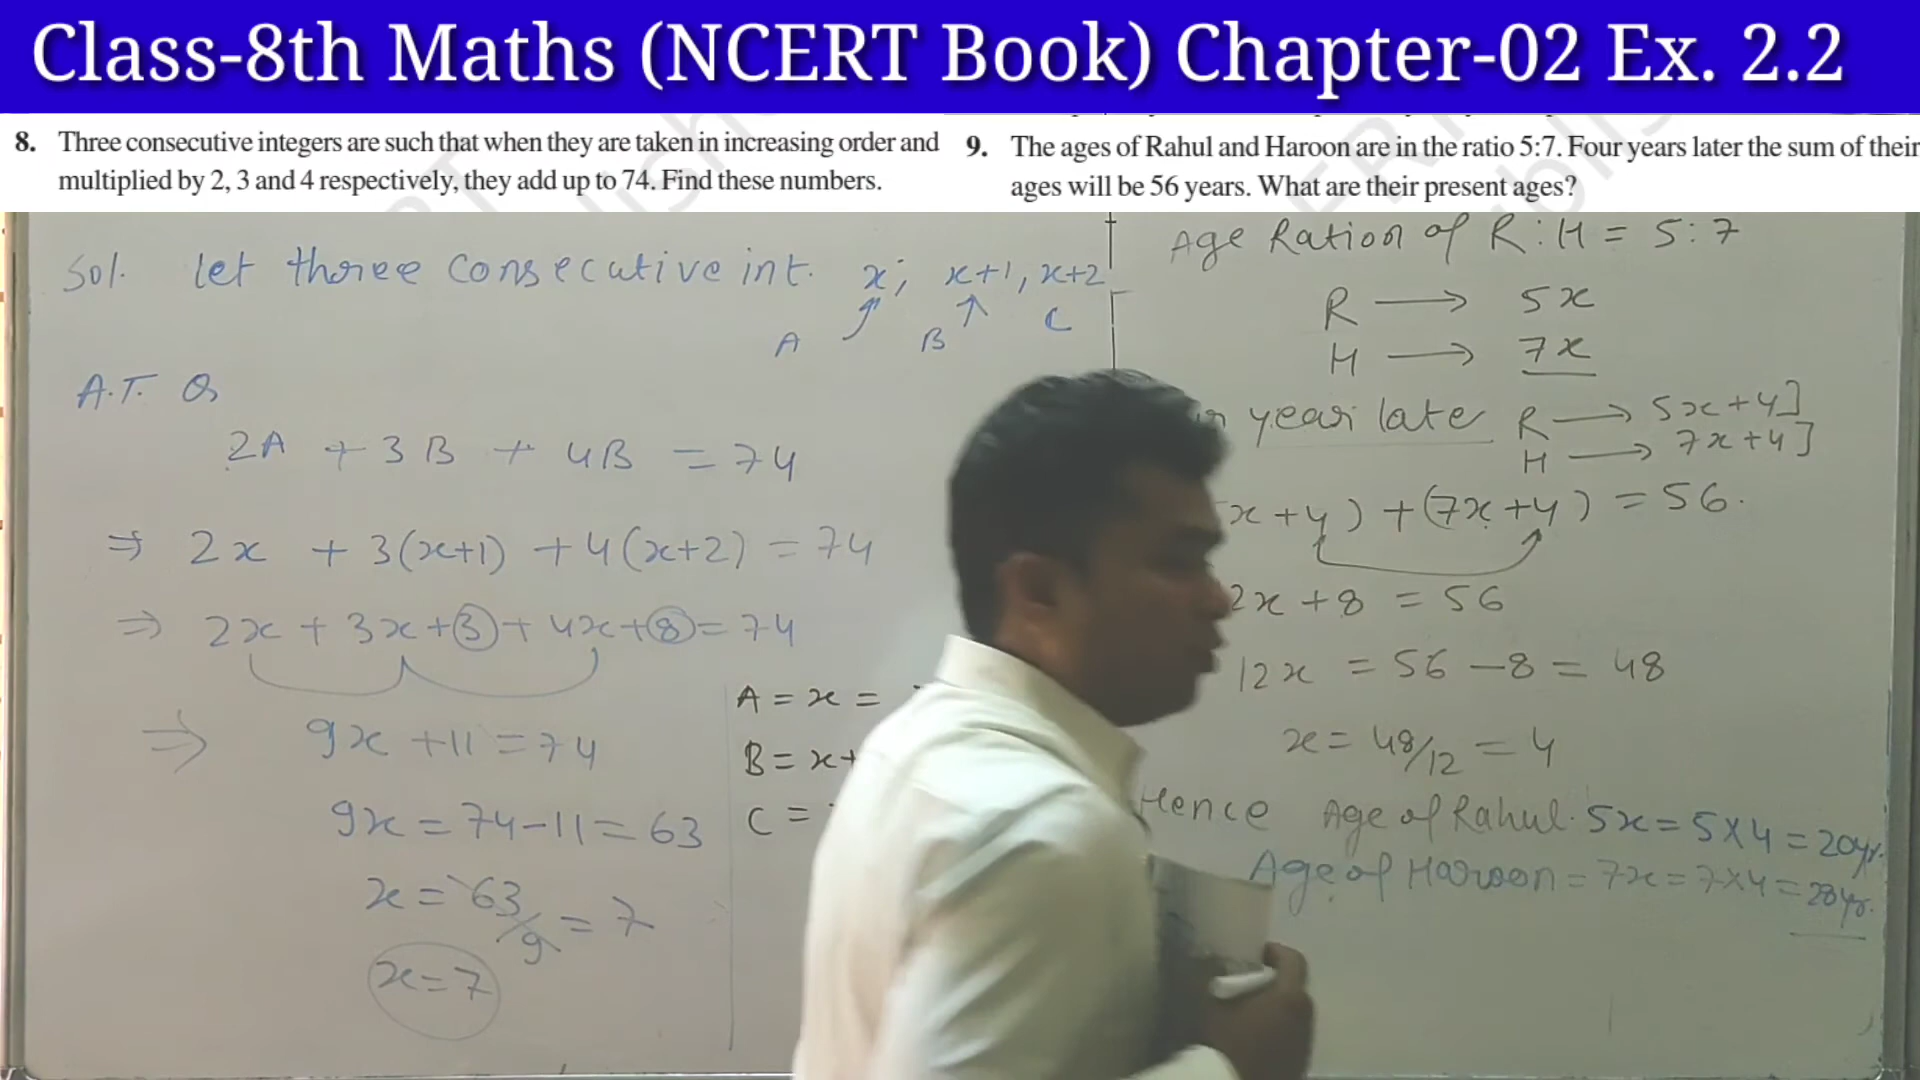 Class-8th Maths (NCERT Book) Chapter-02 Ex. 2.2
8. Three consecutive integers are such that when they are taken in increasing order and
multiplied by 2, 3 and 4 respectively, they add up to 74. Find these numbers.
9. The ages of Rahul and Haroon are in the ratio 5:7. Four years later the sum of their
ages will be 56 years. What are their present ages?
Sol. let thoree consecutive int. x, x+1, x+2
A B C
A.T. Q
2A + 3B + 4B = 74
⇒ 2x + 3(x+1) + 4(x+2) = 74
⇒ 2x + 3x+3 + 4x+8 = 74
⇒ 9x +11 = 74
9x = 74-11 = 63
x = 63/9 = 7
x=7
A = x =
B = x+
C =
Age Ration of R:H = 5:7
R → 5x
H → 7x
year late R → 5x+4]
H → 7x+4]
x+4) + (7x+4) = 56.
2x+8 = 56
12x = 56 -8 = 48
x = 48/12 = 4
Hence Age of Rahul. 5x = 5×4 = 20yr.
Age of Haroon = 7x = 7×4 = 28yr.